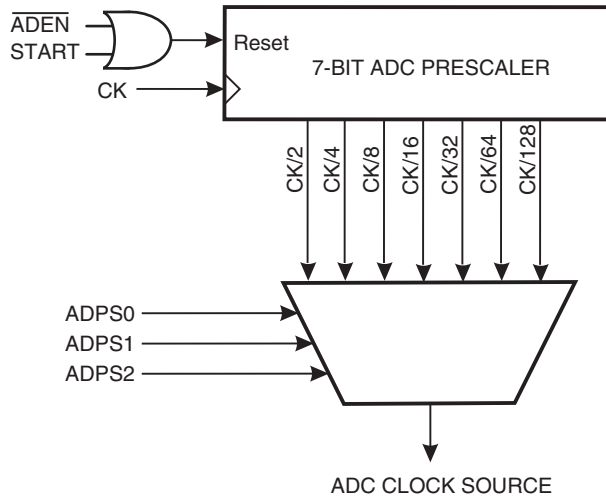 ADEN
START
Reset
7-BIT ADC PRESCALER
CK
CK/2
CK/4
CK/8
CK/16
CK/32
CK/64
CK/128
ADPS0
ADPS1
ADPS2
ADC CLOCK SOURCE